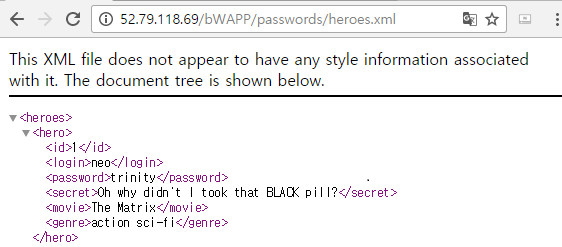 52.79.118.69/bWAPP/passwords/heroes.xml
This XML file does not appear to have any style information associated
with it. The document tree is shown below.
<heroes>
<hero>
<id>1</id>
<login>neo</login>
<password>trinity</password>
<secret>Oh why didn't I took that BLACK pill?</secret>
<movie>The Matrix</movie>
<genre>action sci-fi</genre>
</hero>